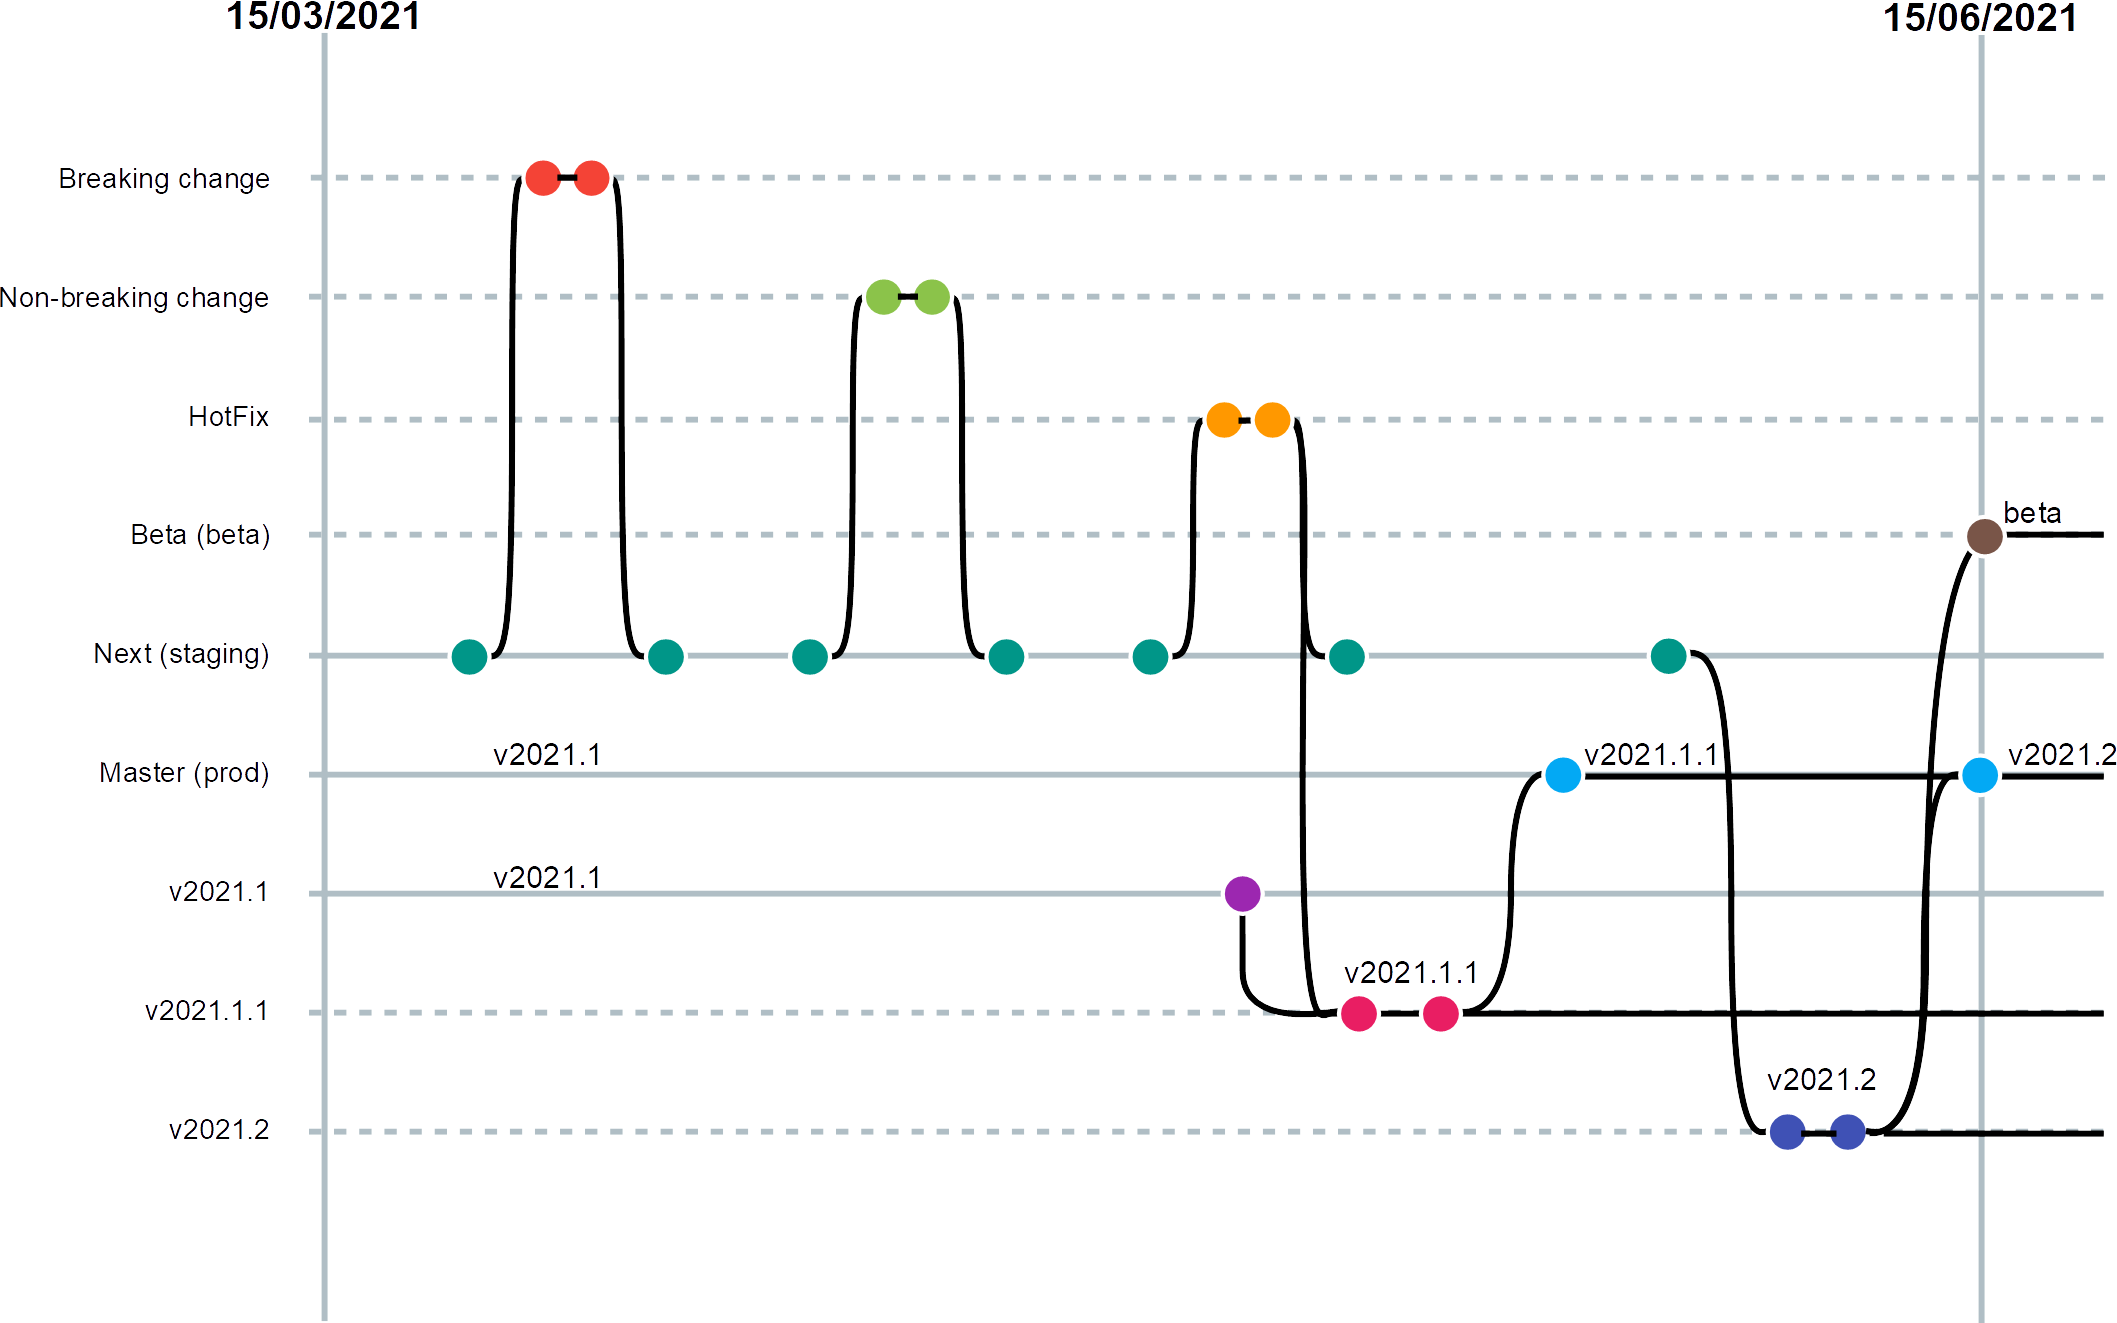 15/03/2021
15/06/2021
Breaking change
Non-breaking change
HotFix
beta
Beta (beta)
Next (staging)
v2021.1
v2021.1.1
v2021.2
Master (prod)
v2021.1
v2021.1
v2021.1.1
v2021.1.1
v2021.2
v2021.2